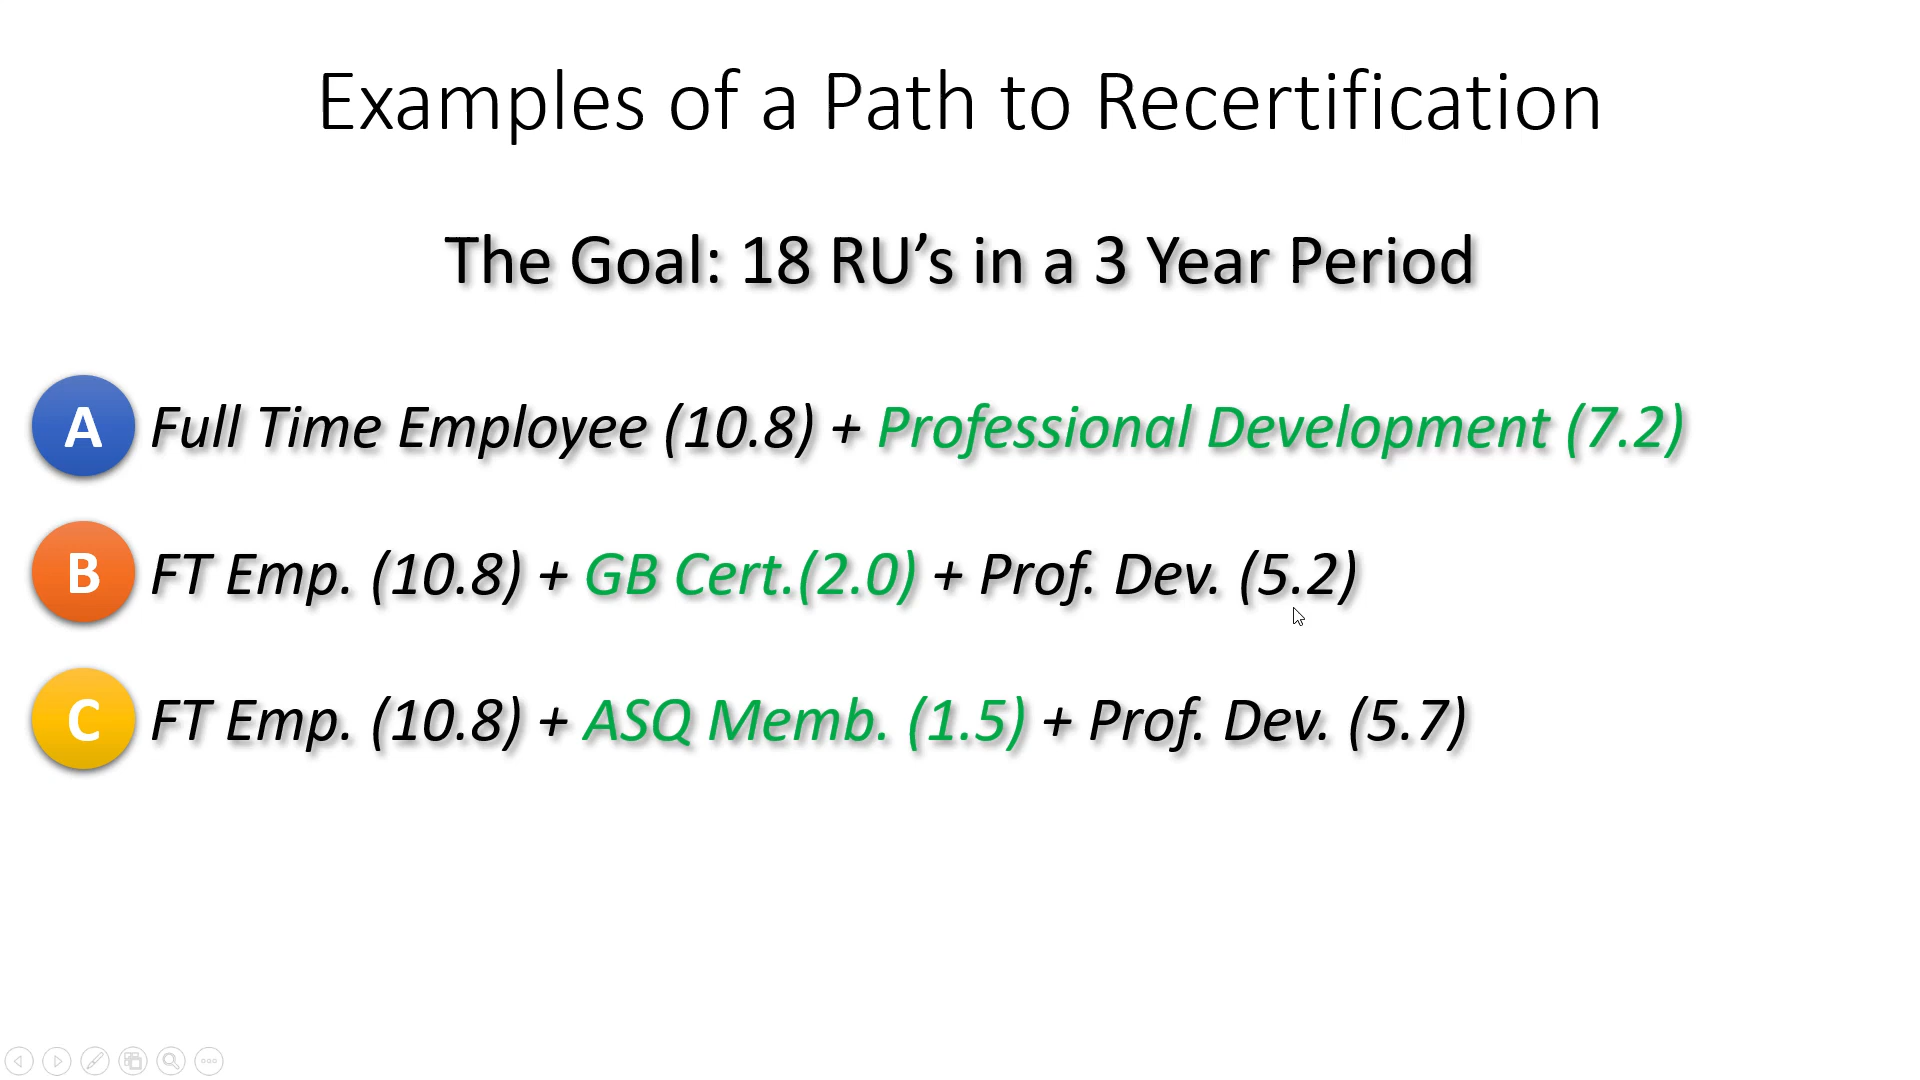 Examples of a Path to Recertification
The Goal: 18 RU’s in a 3 Year Period
A Full Time Employee (10.8) + Professional Development (7.2)
B FT Emp. (10.8) + GB Cert.(2.0) + Prof. Dev. (5.2)
C FT Emp. (10.8) + ASQ Memb. (1.5) + Prof. Dev. (5.7)